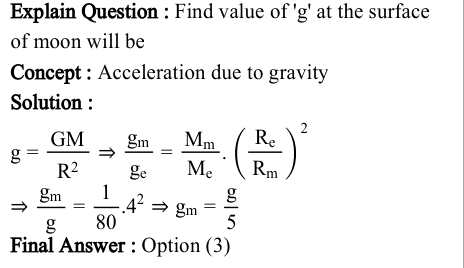 Explain Question : Find value of 'g' at the surface
of moon will be
Concept : Acceleration due to gravity
Solution :
g = GM/R² ⇒ gₘ/gₑ = Mₘ/Mₑ . (Rₑ/Rₘ)²
⇒ gₘ/g = 1/80 .4² ⇒ gₘ = g/5
Final Answer : Option (3)